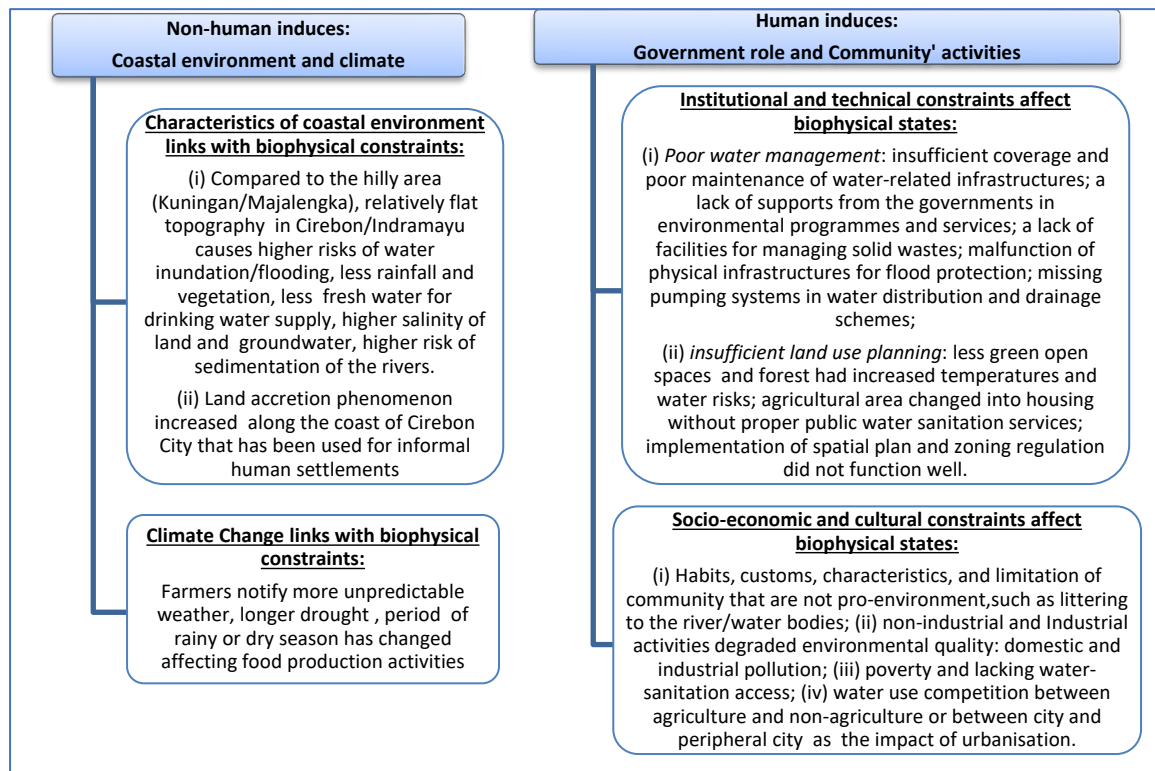 Non-human induces:
Coastal environment and climate
Characteristics of coastal environment
links with biophysical constraints:
(i) Compared to the hilly area
(Kuningan/Majalengka), relatively flat
topography in Cirebon/Indramayu
causes higher risks of water
inundation/flooding, less rainfall and
vegetation, less fresh water for
drinking water supply, higher salinity of
land and groundwater, higher risk of
sedimentation of the rivers.
(ii) Land accretion phenomenon
increased along the coast of Cirebon
City that has been used for informal
human settlements
Climate Change links with biophysical
constraints:
Farmers notify more unpredictable
weather, longer drought , period of
rainy or dry season has changed
affecting food production activities
Human induces:
Government role and Community' activities
Institutional and technical constraints affect
biophysical states:
(i) Poor water management: insufficient coverage and
poor maintenance of water-related infrastructures; a
lack of supports from the governments in
environmental programmes and services; a lack of
facilities for managing solid wastes; malfunction of
physical infrastructures for flood protection; missing
pumping systems in water distribution and drainage
schemes;
(ii) insufficient land use planning: less green open
spaces and forest had increased temperatures and
water risks; agricultural area changed into housing
without proper public water sanitation services;
implementation of spatial plan and zoning regulation
did not function well.
Socio-economic and cultural constraints affect
biophysical states:
(i) Habits, customs, characteristics, and limitation of
community that are not pro-environment,such as littering
to the river/water bodies; (ii) non-industrial and Industrial
activities degraded environmental quality: domestic and
industrial pollution; (iii) poverty and lacking water-
sanitation access; (iv) water use competition between
agriculture and non-agriculture or between city and
peripheral city as the impact of urbanisation.